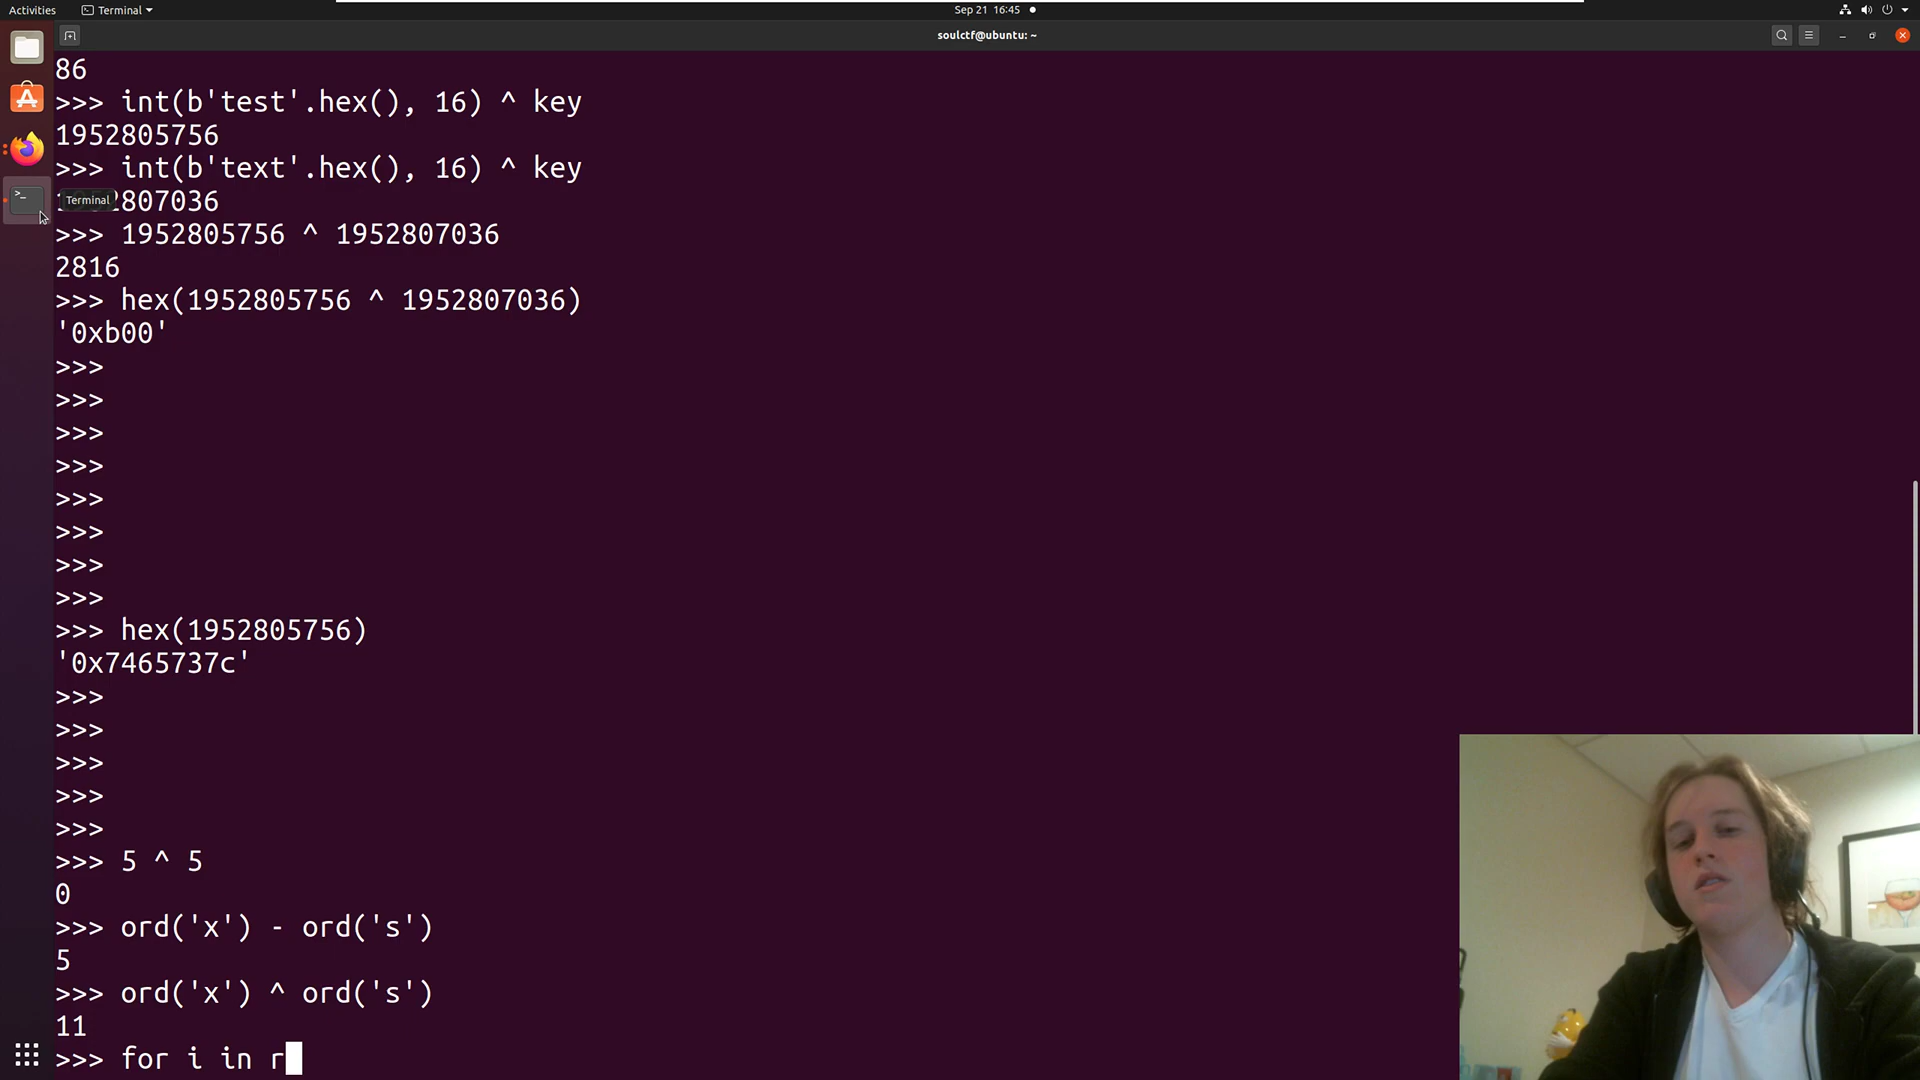 Activities
Terminal
Sep 21 16:45
soulctf@ubuntu: ~
86
>>> int(b'test'.hex(), 16) ^ key
1952805756
>>> int(b'text'.hex(), 16) ^ key
Terminal
2807036
>>> 1952805756 ^ 1952807036
2816
>>> hex(1952805756 ^ 1952807036)
'0xb00'
>>>
>>>
>>>
>>>
>>>
>>>
>>>
>>>
>>> hex(1952805756)
'0x7465737c'
>>>
>>>
>>>
>>>
>>>
>>> 5 ^ 5
0
>>> ord('x') - ord('s')
5
>>> ord('x') ^ ord('s')
11
>>> for i in r